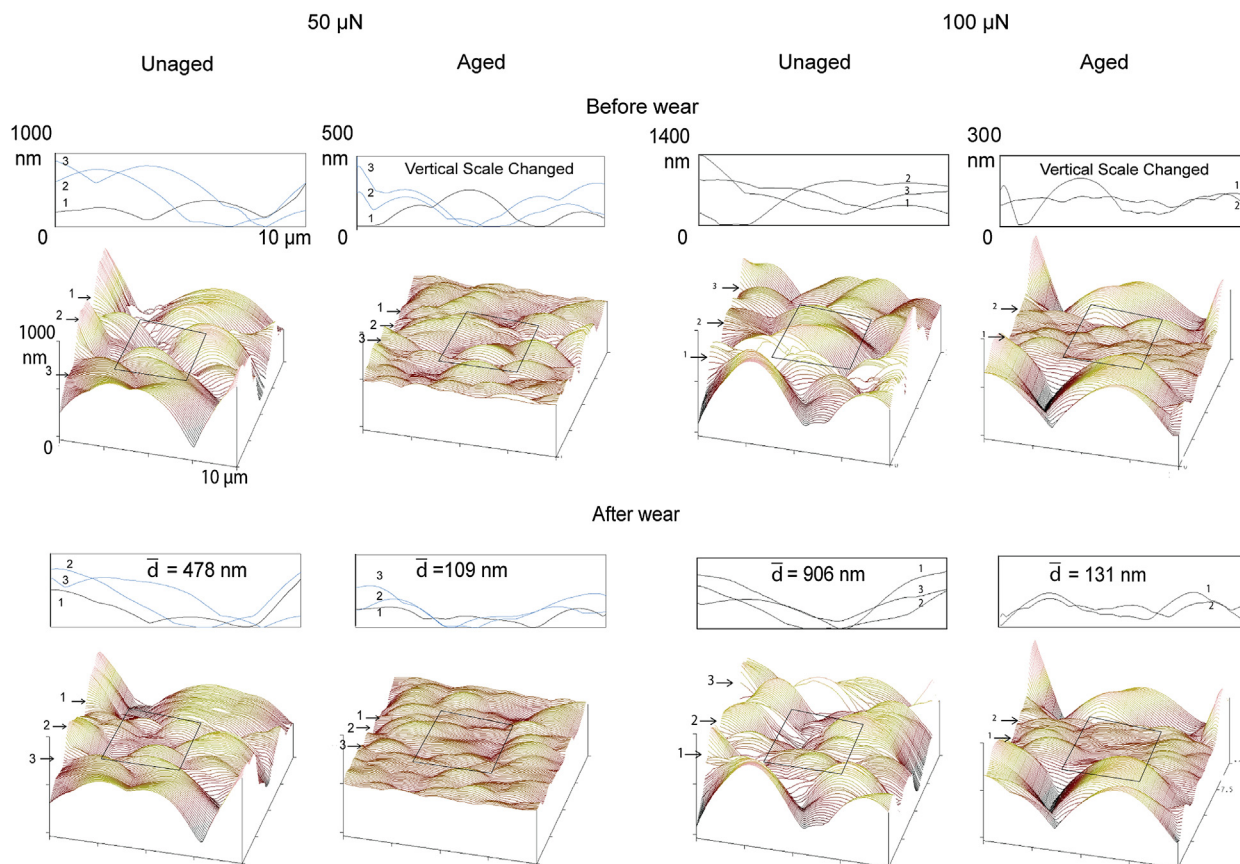 50 µN
100 µN
Unaged
Aged
Unaged
Aged
Before wear
1000
nm
3
2
1
0
10 µm
500
nm
Vertical Scale Changed
3
2
1
0
1400
nm
2
3
1
0
300
nm
Vertical Scale Changed
1
2
0
1
2
1000
nm
3
0
10 µm
1
2
3
3
2
1
2
1
After wear
d̅ = 478 nm
2
3
1
d̅ =109 nm
3
2
1
d̅ = 906 nm
1
3
2
d̅ = 131 nm
1
2
1
2
3
1
2
3
3
2
1
2
1
7.5